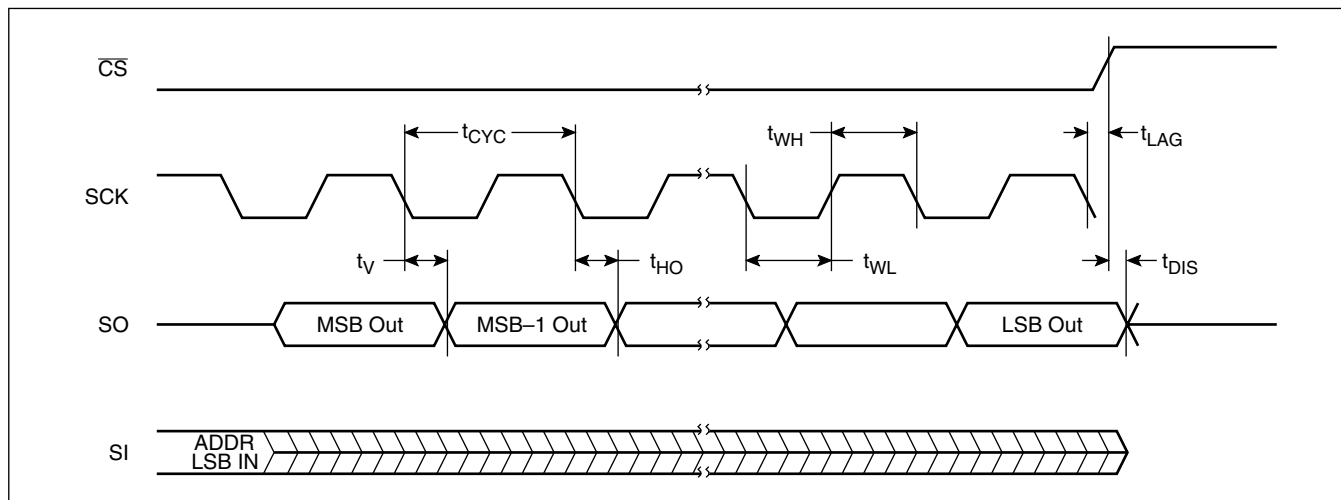 CS
tCYC
tWH
tLAG
SCK
tV
tHO
tWL
tDIS
SO
MSB Out
MSB–1 Out
LSB Out
SI
ADDR
LSB IN